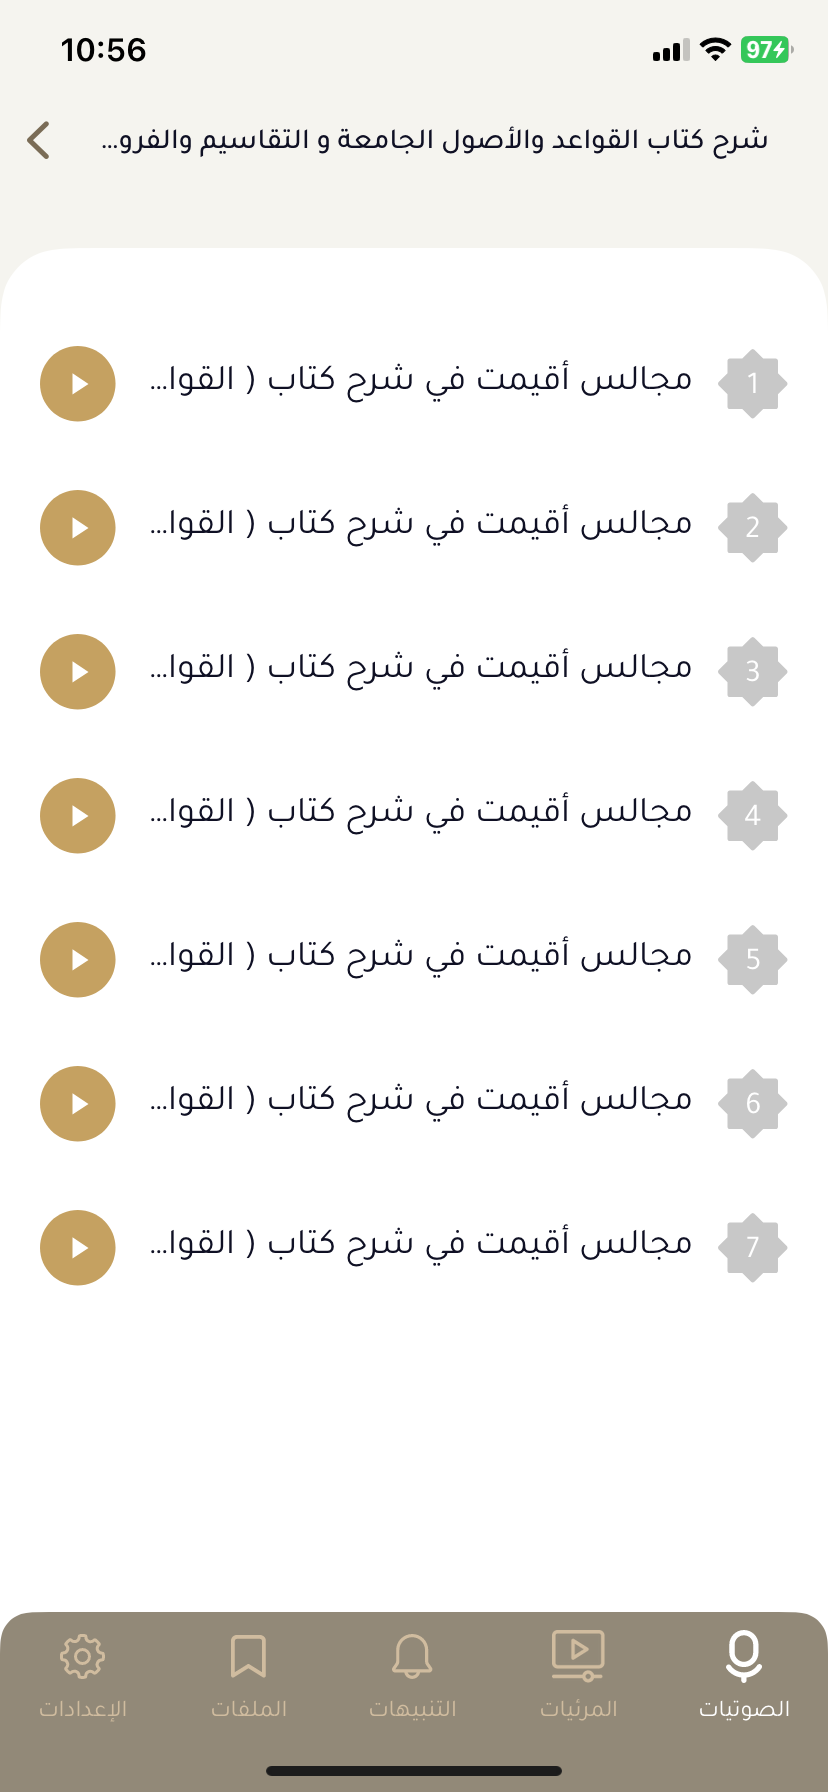 10:56
97
شرح كتاب القواعد والأصول الجامعة و التقاسيم والفرو...
1 مجالس أقيمت في شرح كتاب ( القوا...
2 مجالس أقيمت في شرح كتاب ( القوا...
3 مجالس أقيمت في شرح كتاب ( القوا...
4 مجالس أقيمت في شرح كتاب ( القوا...
5 مجالس أقيمت في شرح كتاب ( القوا...
6 مجالس أقيمت في شرح كتاب ( القوا...
7 مجالس أقيمت في شرح كتاب ( القوا...
الصوتيات المرئيات التنبيهات الملفات الإعدادات